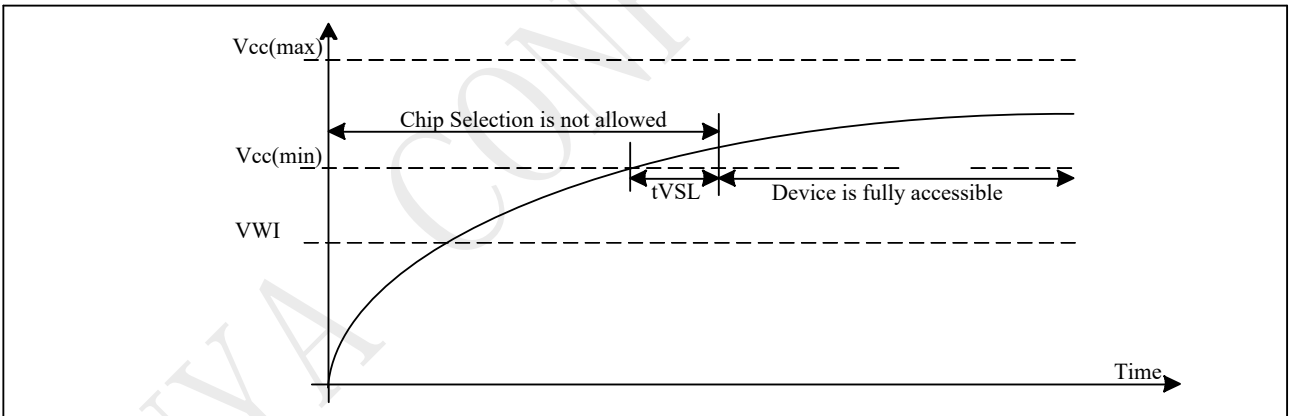 Vcc(max)
Chip Selection is not allowed
Vcc(min)
tVSL
Device is fully accessible
VWI
Time